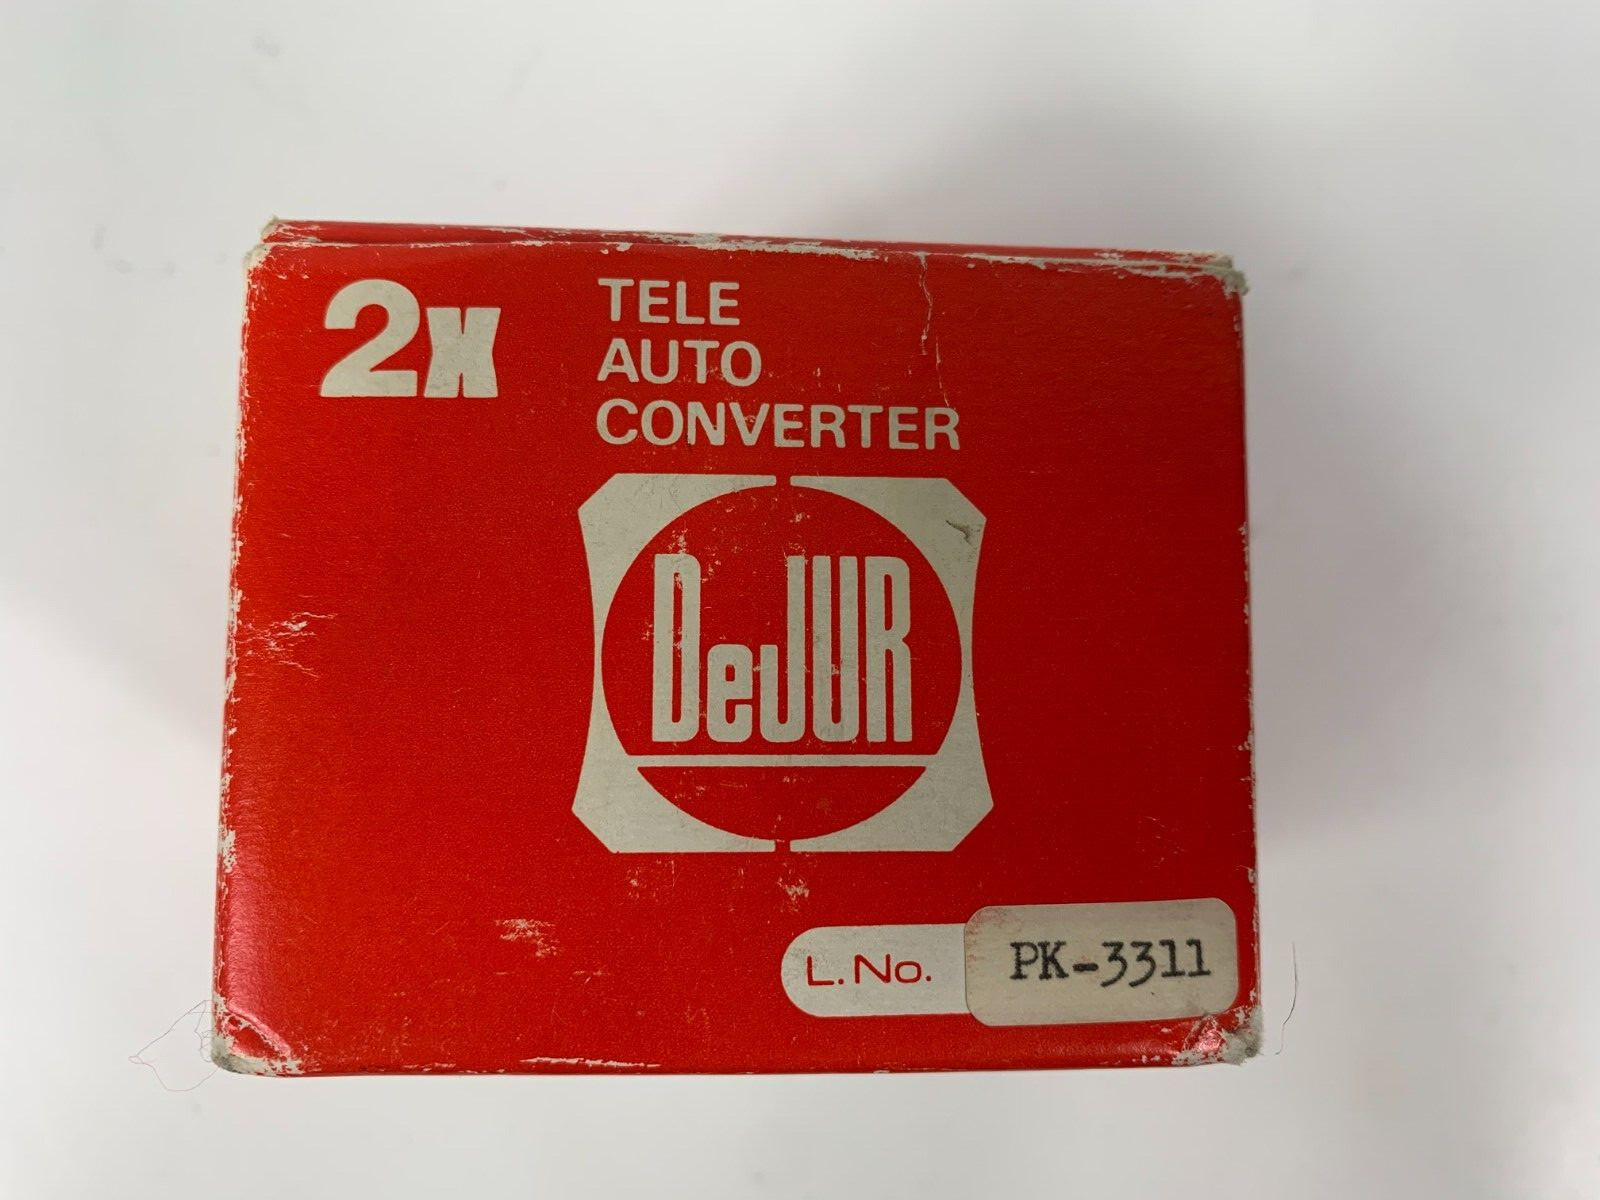 2X
TELE
AUTO
CONVERTER
DeJUR
L.No. PK-3311